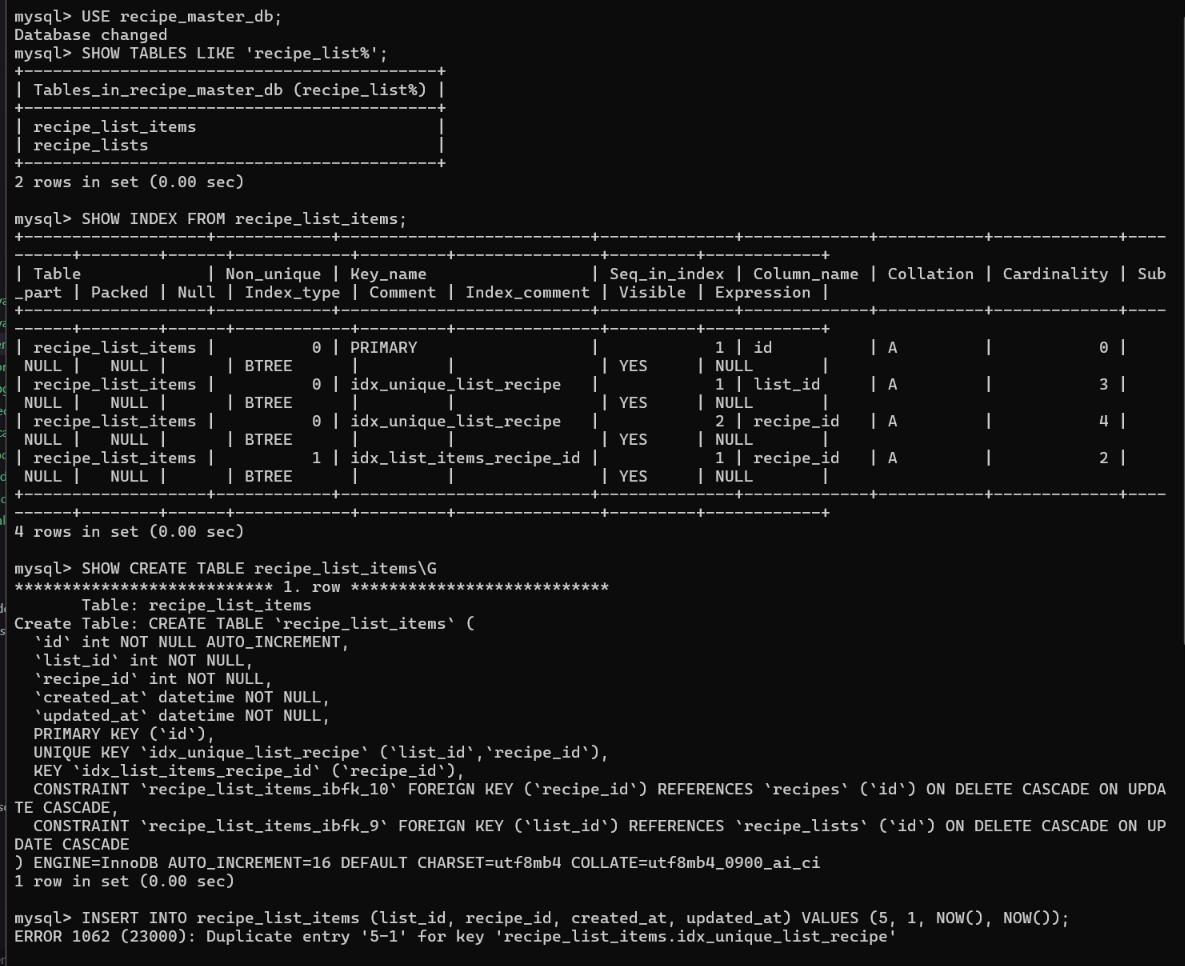 mysql> USE recipe_master_db;
Database changed
mysql> SHOW TABLES LIKE 'recipe_list%';
+-------------------------------------------+
| Tables_in_recipe_master_db (recipe_list%) |
+-------------------------------------------+
| recipe_list_items                         |
| recipe_lists                              |
+-------------------------------------------+
2 rows in set (0.00 sec)

mysql> SHOW INDEX FROM recipe_list_items;
+-------------------+------------+--------------------------+--------------+-------------+-----------+-------------+----
------+--------+------+------------+---------+---------------+---------+------------+
| Table             | Non_unique | Key_name                 | Seq_in_index | Column_name | Collation | Cardinality | Sub
_part | Packed | Null | Index_type | Comment | Index_comment | Visible | Expression |
+-------------------+------------+--------------------------+--------------+-------------+-----------+-------------+----
------+--------+------+------------+---------+---------------+---------+------------+
| recipe_list_items |          0 | PRIMARY                  |            1 | id          | A         |           0 |
 NULL |   NULL |      | BTREE      |         |               | YES     | NULL       |
| recipe_list_items |          0 | idx_unique_list_recipe   |            1 | list_id     | A         |           3 |
 NULL |   NULL |      | BTREE      |         |               | YES     | NULL       |
| recipe_list_items |          0 | idx_unique_list_recipe   |            2 | recipe_id   | A         |           4 |
 NULL |   NULL |      | BTREE      |         |               | YES     | NULL       |
| recipe_list_items |          1 | idx_list_items_recipe_id |            1 | recipe_id   | A         |           2 |
 NULL |   NULL |      | BTREE      |         |               | YES     | NULL       |
+-------------------+------------+--------------------------+--------------+-------------+-----------+-------------+----
------+--------+------+------------+---------+---------------+---------+------------+
4 rows in set (0.00 sec)

mysql> SHOW CREATE TABLE recipe_list_items\G
*************************** 1. row ***************************
       Table: recipe_list_items
Create Table: CREATE TABLE `recipe_list_items` (
  `id` int NOT NULL AUTO_INCREMENT,
  `list_id` int NOT NULL,
  `recipe_id` int NOT NULL,
  `created_at` datetime NOT NULL,
  `updated_at` datetime NOT NULL,
  PRIMARY KEY (`id`),
  UNIQUE KEY `idx_unique_list_recipe` (`list_id`,`recipe_id`),
  KEY `idx_list_items_recipe_id` (`recipe_id`),
  CONSTRAINT `recipe_list_items_ibfk_10` FOREIGN KEY (`recipe_id`) REFERENCES `recipes` (`id`) ON DELETE CASCADE ON UPDA
TE CASCADE,
  CONSTRAINT `recipe_list_items_ibfk_9` FOREIGN KEY (`list_id`) REFERENCES `recipe_lists` (`id`) ON DELETE CASCADE ON UP
DATE CASCADE
) ENGINE=InnoDB AUTO_INCREMENT=16 DEFAULT CHARSET=utf8mb4 COLLATE=utf8mb4_0900_ai_ci
1 row in set (0.00 sec)

mysql> INSERT INTO recipe_list_items (list_id, recipe_id, created_at, updated_at) VALUES (5, 1, NOW(), NOW());
ERROR 1062 (23000): Duplicate entry '5-1' for key 'recipe_list_items.idx_unique_list_recipe'